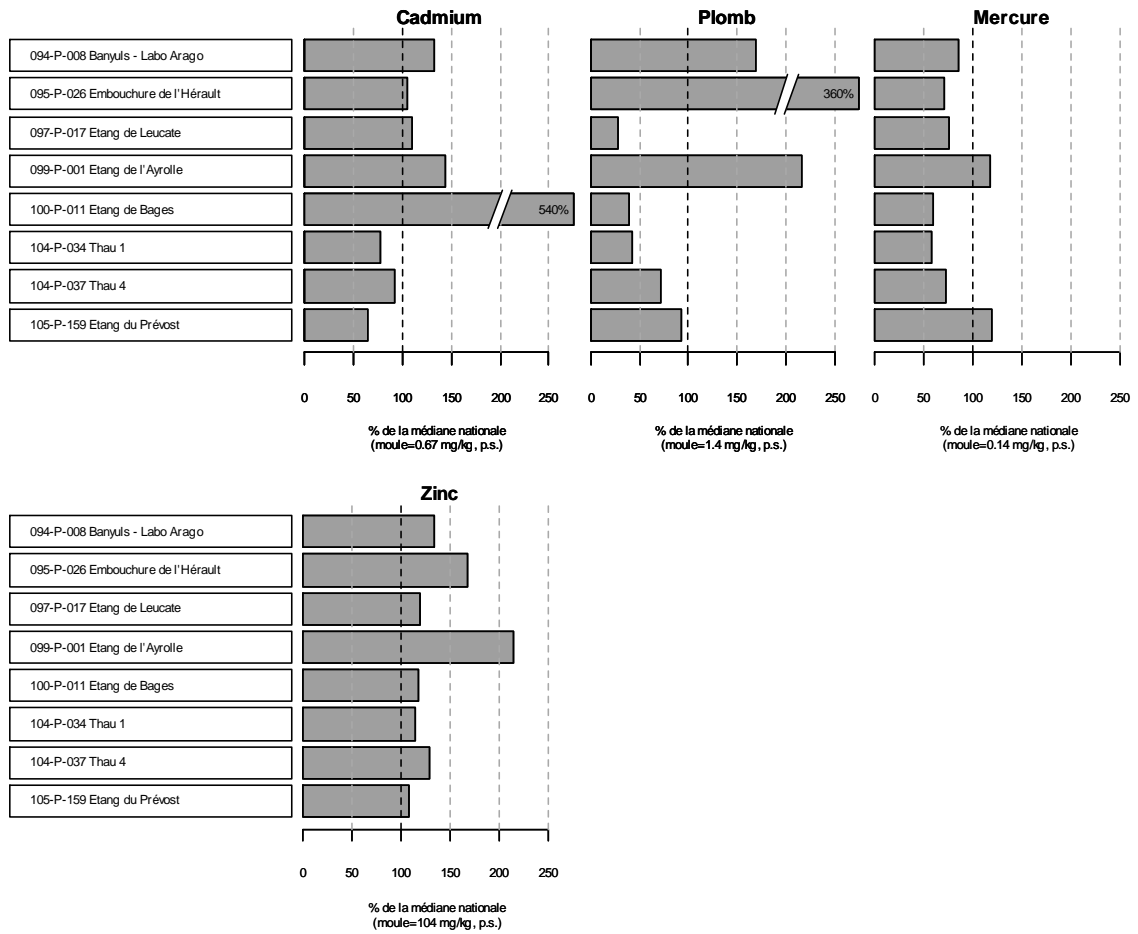 Cadmium
Plomb
Mercure
094-P-008 Banyuls - Labo Arago
095-P-026 Embouchure de l'Hérault
360%
097-P-017 Etang de Leucate
099-P-001 Etang de l'Ayrolle
100-P-011 Etang de Bages
540%
104-P-034 Thau 1
104-P-037 Thau 4
105-P-159 Etang du Prévost
0 50 100 150 200 250
0 50 100 150 200 250
0 50 100 150 200 250
% de la médiane nationale
(moule=0.67 mg/kg, p.s.)
% de la médiane nationale
(moule=1.4 mg/kg, p.s.)
% de la médiane nationale
(moule=0.14 mg/kg, p.s.)
Zinc
094-P-008 Banyuls - Labo Arago
095-P-026 Embouchure de l'Hérault
097-P-017 Etang de Leucate
099-P-001 Etang de l'Ayrolle
100-P-011 Etang de Bages
104-P-034 Thau 1
104-P-037 Thau 4
105-P-159 Etang du Prévost
0 50 100 150 200 250
% de la médiane nationale
(moule=104 mg/kg, p.s.)